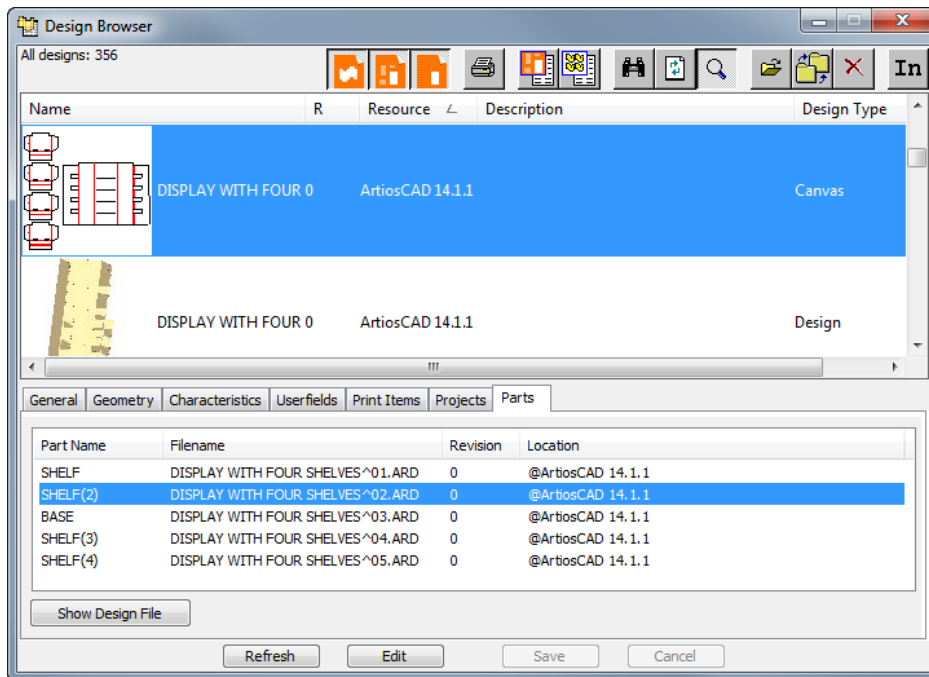 Design Browser
All designs: 356
In
Name R Resource Description Design Type
DISPLAY WITH FOUR 0 ArtiosCAD 14.1.1 Canvas
DISPLAY WITH FOUR 0 ArtiosCAD 14.1.1 Design
General Geometry Characteristics Userfields Print Items Projects Parts
Part Name Filename Revision Location
SHELF DISPLAY WITH FOUR SHELVES^01.ARD 0 @ArtiosCAD 14.1.1
SHELF(2) DISPLAY WITH FOUR SHELVES^02.ARD 0 @ArtiosCAD 14.1.1
BASE DISPLAY WITH FOUR SHELVES^03.ARD 0 @ArtiosCAD 14.1.1
SHELF(3) DISPLAY WITH FOUR SHELVES^04.ARD 0 @ArtiosCAD 14.1.1
SHELF(4) DISPLAY WITH FOUR SHELVES^05.ARD 0 @ArtiosCAD 14.1.1
Show Design File
Refresh Edit Save Cancel